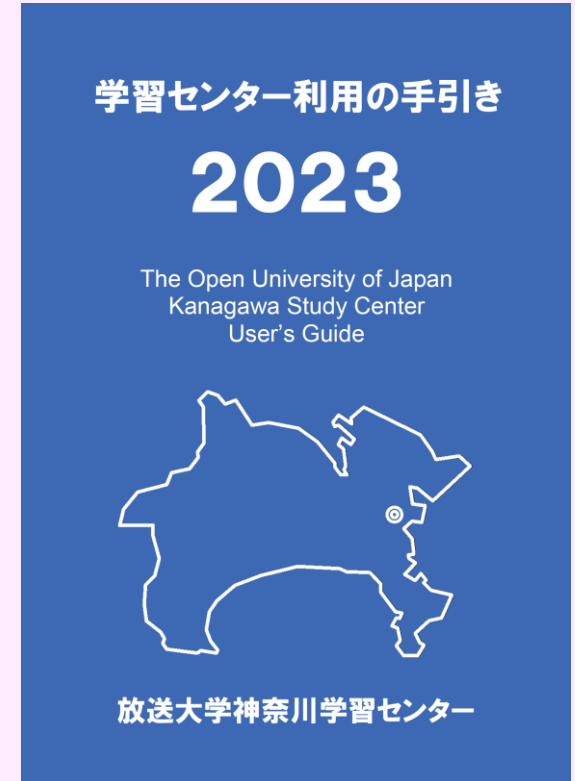 学習センター利用の手引き
2023
The Open University of Japan
Kanagawa Study Center
User's Guide
放送大学神奈川学習センター